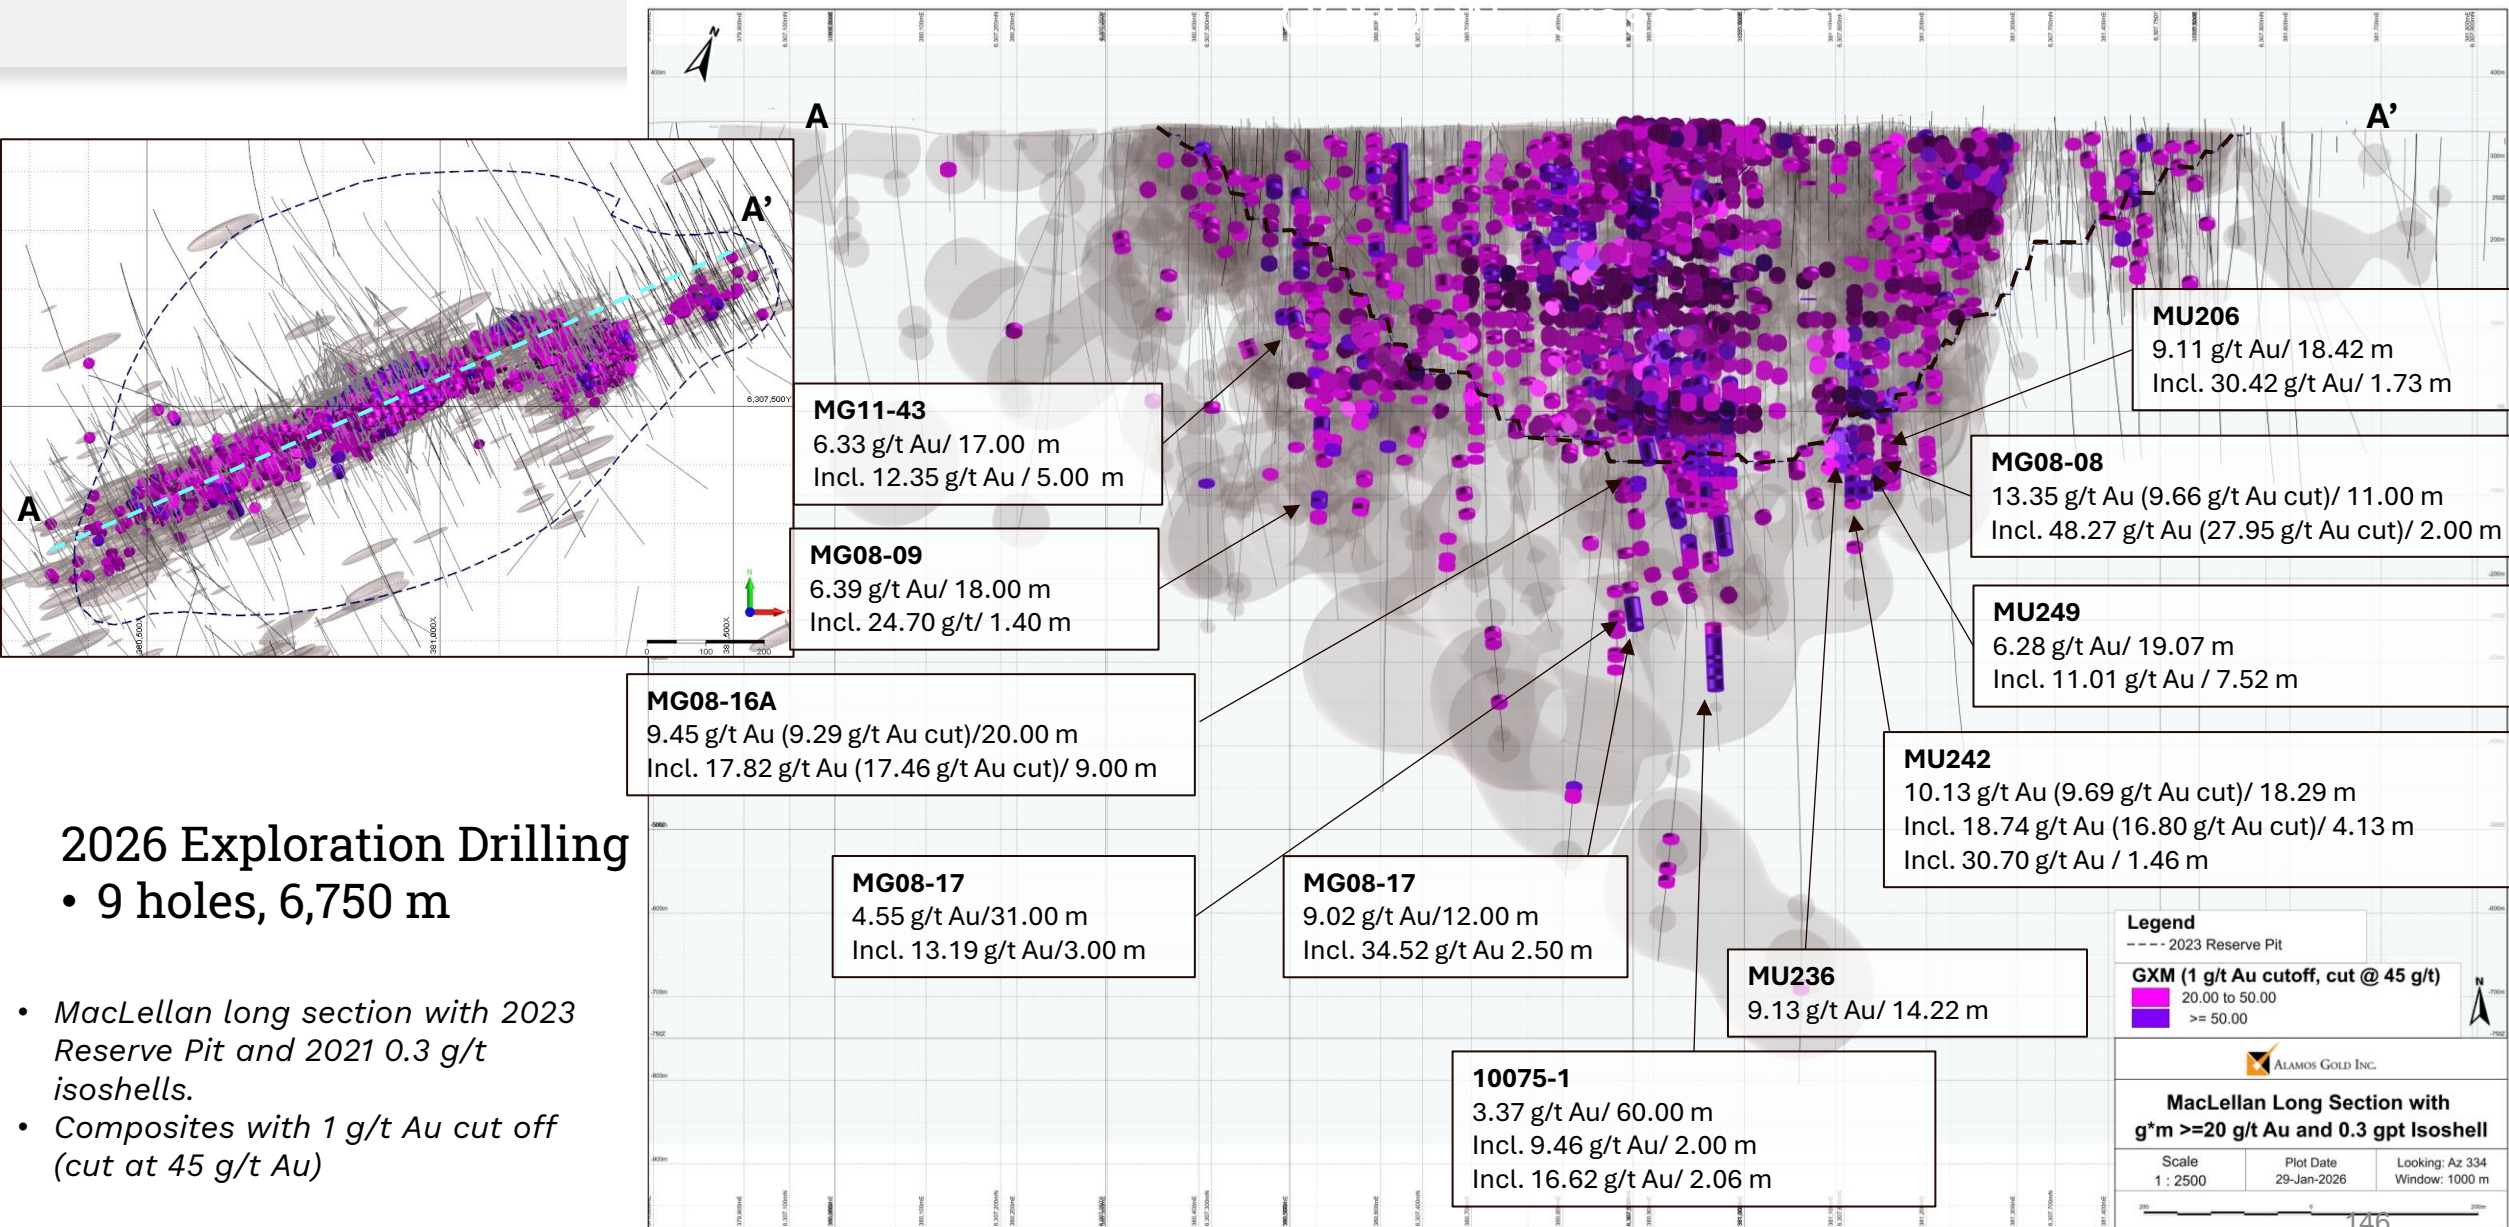 A
A’
A’
A
6,307,500Y
380,500X
381,000X
N
0 100 200
MG11-43
6.33 g/t Au/ 17.00 m
Incl. 12.35 g/t Au / 5.00 m
MG08-09
6.39 g/t Au/ 18.00 m
Incl. 24.70 g/t/ 1.40 m
MG08-16A
9.45 g/t Au (9.29 g/t Au cut)/20.00 m
Incl. 17.82 g/t Au (17.46 g/t Au cut)/ 9.00 m
MG08-17
4.55 g/t Au/31.00 m
Incl. 13.19 g/t Au/3.00 m
MG08-17
9.02 g/t Au/12.00 m
Incl. 34.52 g/t Au 2.50 m
10075-1
3.37 g/t Au/ 60.00 m
Incl. 9.46 g/t Au/ 2.00 m
Incl. 16.62 g/t Au/ 2.06 m
MU236
9.13 g/t Au/ 14.22 m
MU206
9.11 g/t Au/ 18.42 m
Incl. 30.42 g/t Au/ 1.73 m
MG08-08
13.35 g/t Au (9.66 g/t Au cut)/ 11.00 m
Incl. 48.27 g/t Au (27.95 g/t Au cut)/ 2.00 m
MU249
6.28 g/t Au/ 19.07 m
Incl. 11.01 g/t Au / 7.52 m
MU242
10.13 g/t Au (9.69 g/t Au cut)/ 18.29 m
Incl. 18.74 g/t Au (16.80 g/t Au cut)/ 4.13 m
Incl. 30.70 g/t Au / 1.46 m
2026 Exploration Drilling
• 9 holes, 6,750 m
• MacLellan long section with 2023
Reserve Pit and 2021 0.3 g/t
isoshells.
• Composites with 1 g/t Au cut off
(cut at 45 g/t Au)
Legend
2023 Reserve Pit
GXM (1 g/t Au cutoff, cut @ 45 g/t)
20.00 to 50.00
>= 50.00
N
ALAMOS GOLD INC.
MacLellan Long Section with
g*m >=20 g/t Au and 0.3 gpt Isoshell
Scale
1 : 2500
Plot Date
29-Jan-2026
Looking: Az 334
Window: 1000 m
146